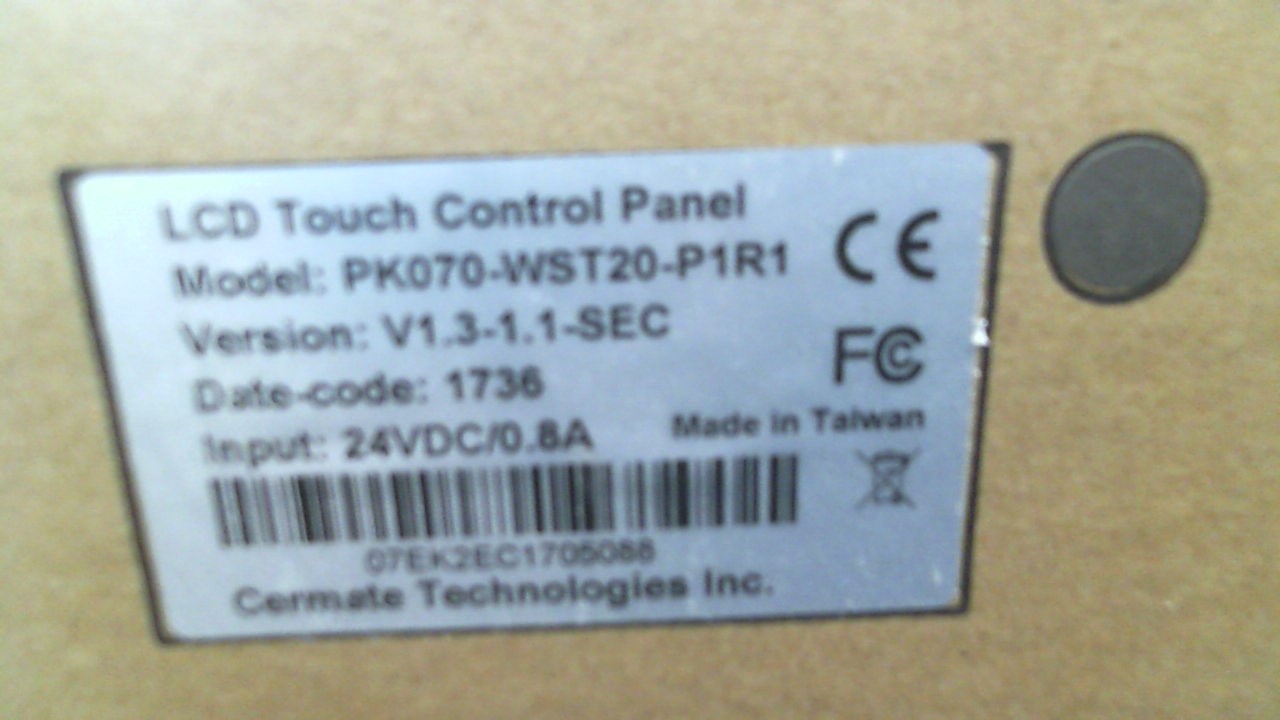 LCD Touch Control Panel
Model: PK070-WST20-P1R1
CE
Version: V1.3-1.1-SEC
FC
Date-code: 1736
Input: 24VDC/0.8A
Made in Taiwan
07EK2EC1705088
Cermate Technologies Inc.